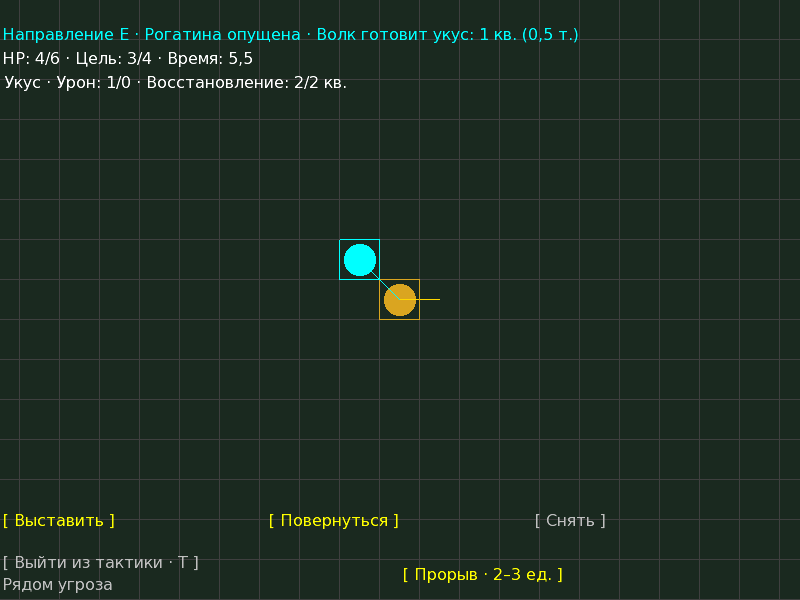 Направление E · Рогатина опущена · Волк готовит укус: 1 кв. (0,5 т.)
HP: 4/6 · Цель: 3/4 · Время: 5,5
Укус · Урон: 1/0 · Восстановление: 2/2 кв.
[ Выставить ]
[ Повернуться ]
[ Снять ]
[ Выйти из тактики · T ]
[ Прорыв · 2–3 ед. ]
Рядом угроза